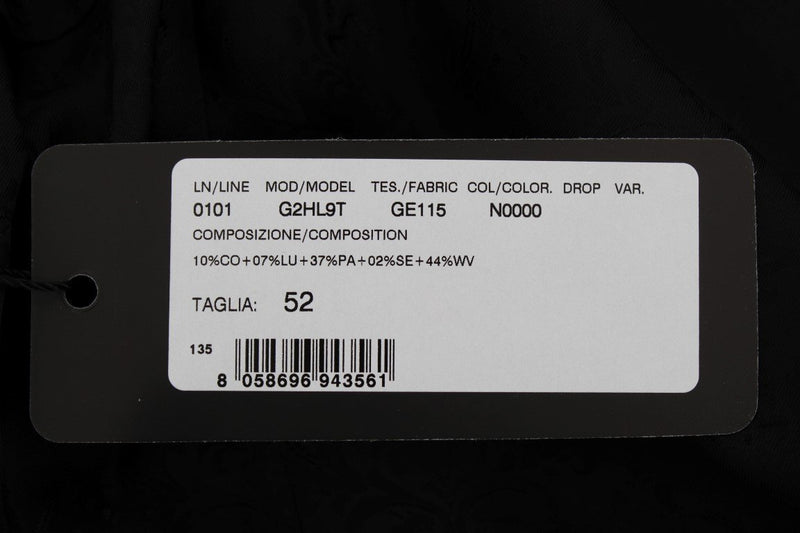 LN/LINE MOD/MODEL TES./FABRIC COL/COLOR. DROP VAR.
0101 G2HL9T GE115 N0000
COMPOSIZIONE/COMPOSITION
10%CO+07%LU+37%PA+02%SE+44%WV
TAGLIA: 52
135
8 058696 943561